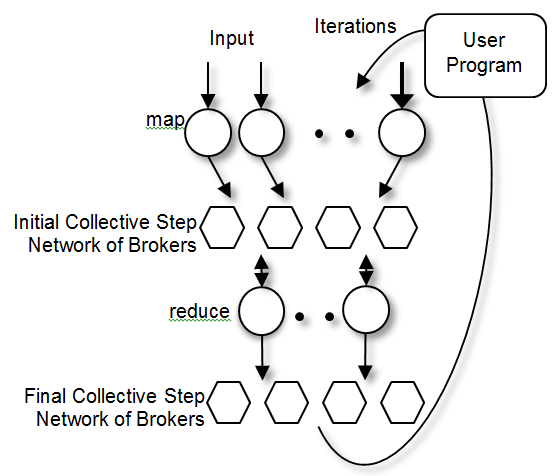 Input
Iterations
User
Program
map
Initial Collective Step
Network of Brokers
reduce
Final Collective Step
Network of Brokers